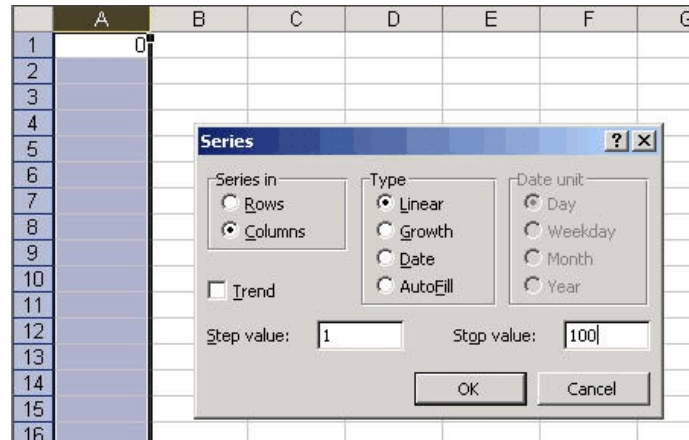 A B C D E F G
1 0
2
3
4
5
6
7
8
9
10
11
12
13
14
15
16
Series
Series in
Rows
Columns
Trend
Type
Linear
Growth
Date
AutoFill
Date unit
Day
Weekday
Month
Year
Step value: 1 Stop value: 100
OK Cancel